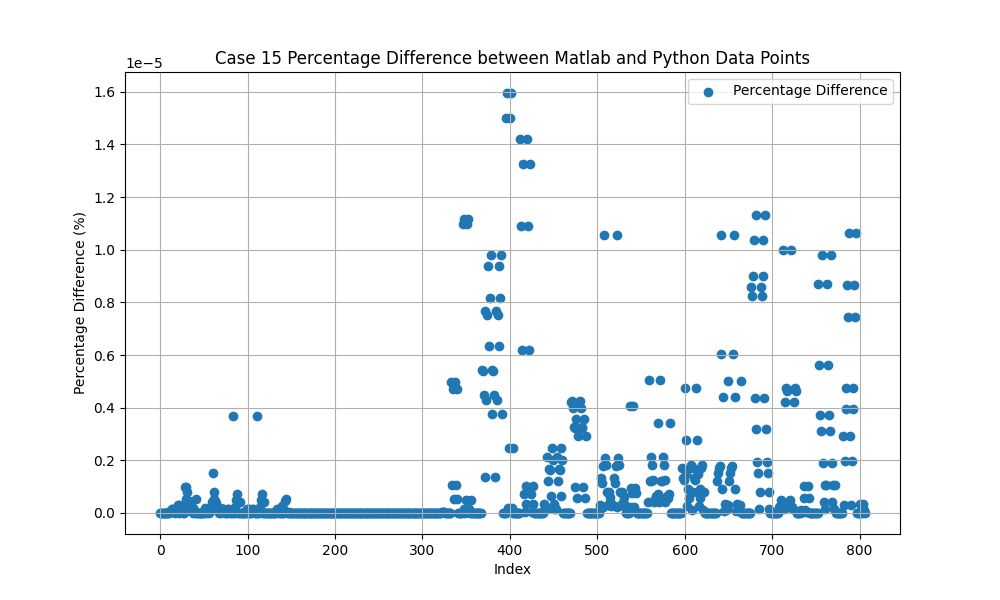 Case 15 Percentage Difference between Matlab and Python Data Points
1e−5
Percentage Difference
1.6
1.4
1.2
1.0
0.8
0.6
0.4
0.2
0.0
Percentage Difference (%)
0 100 200 300 400 500 600 700 800
Index